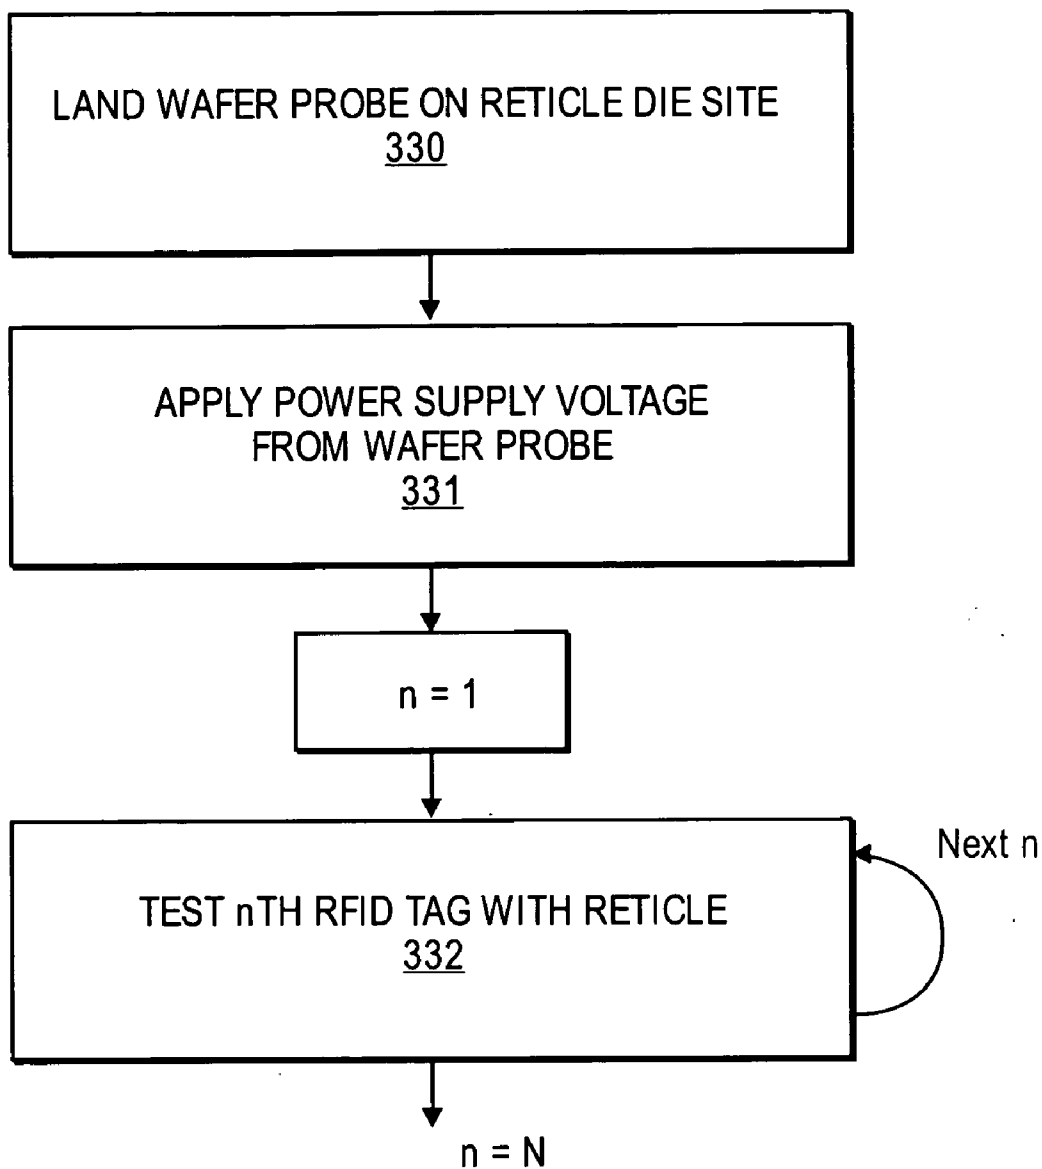 LAND WAFER PROBE ON RETICLE DIE SITE
330
APPLY POWER SUPPLY VOLTAGE
FROM WAFER PROBE
331
n = 1
Next n
TEST nTH RFID TAG WITH RETICLE
332
n = N